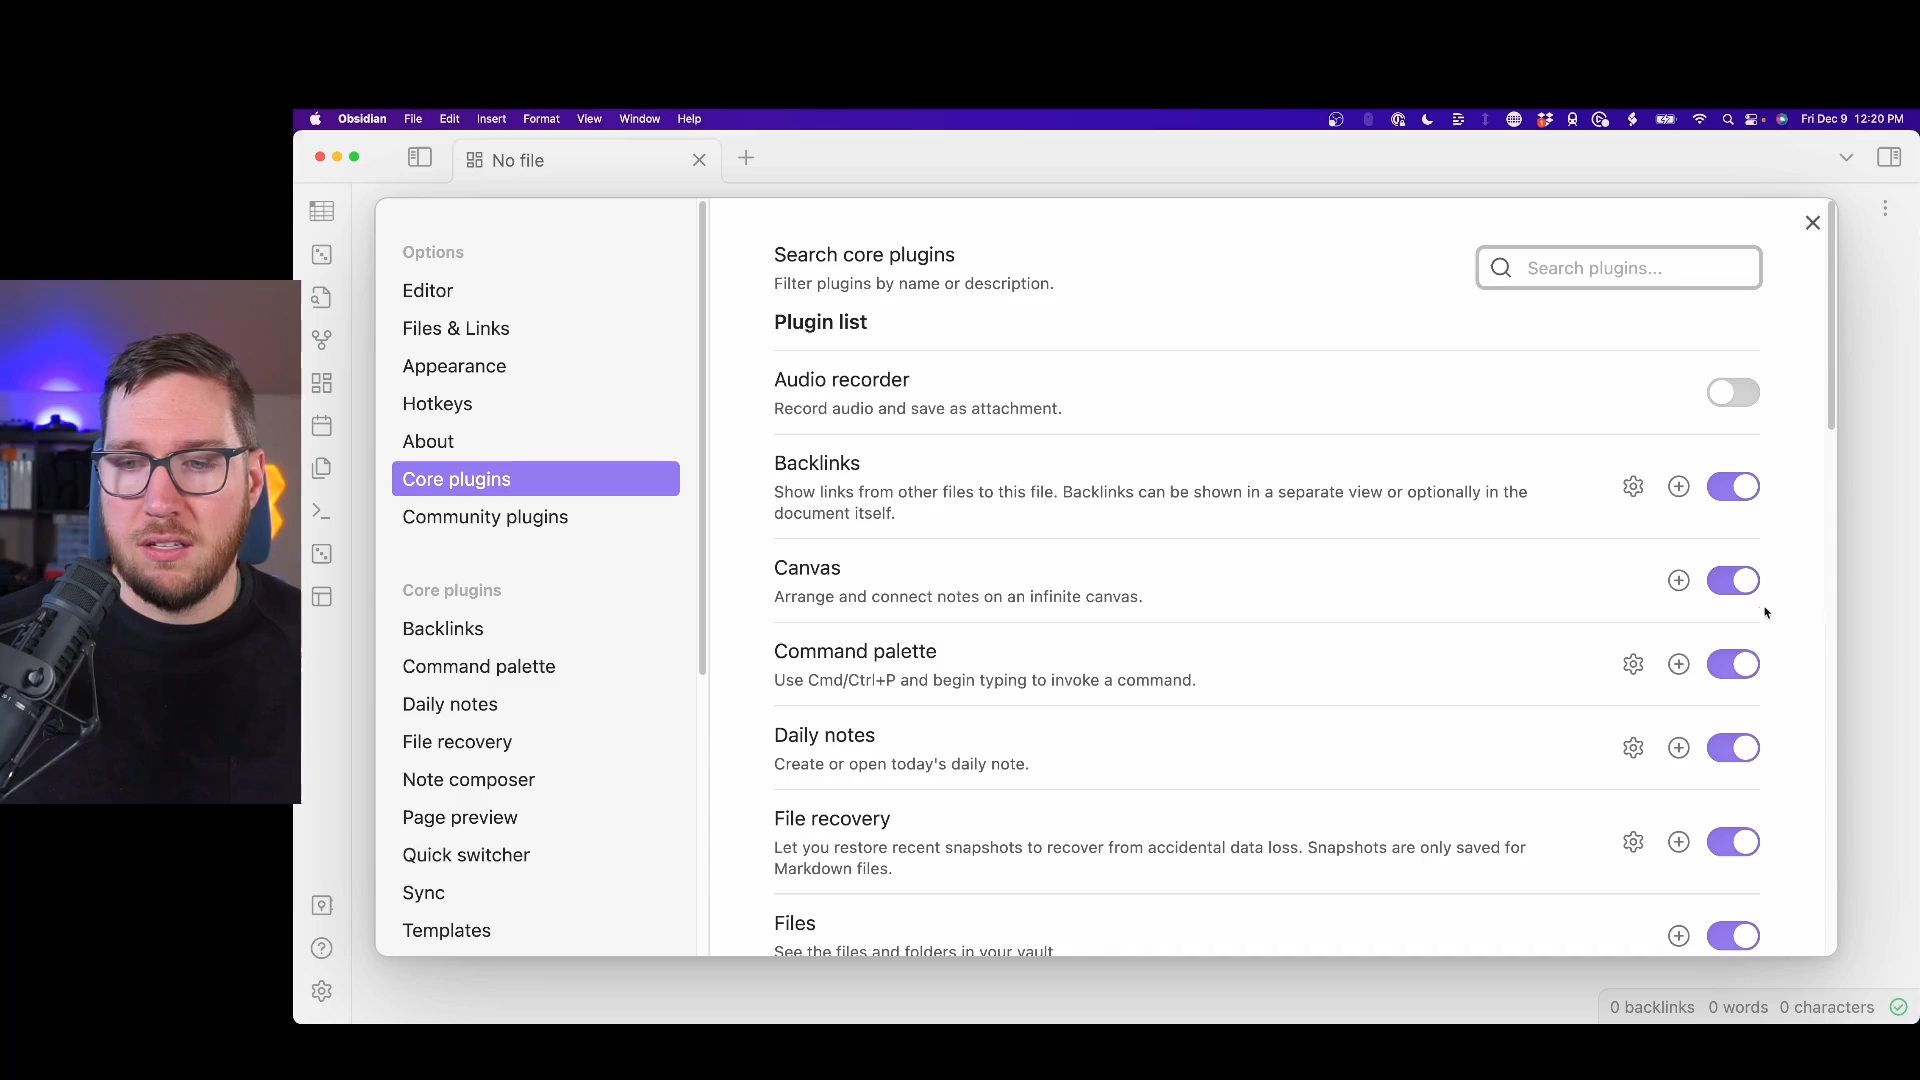 Obsidian File Edit Insert Format View Window Help Fri Dec 9 12:20 PM
No file
Options
Editor
Files & Links
Appearance
Hotkeys
About
Core plugins
Community plugins
Core plugins
Backlinks
Command palette
Daily notes
File recovery
Note composer
Page preview
Quick switcher
Sync
Templates
Search core plugins
Filter plugins by name or description.
Search plugins...
Plugin list
Audio recorder
Record audio and save as attachment.
Backlinks
Show links from other files to this file. Backlinks can be shown in a separate view or optionally in the
document itself.
Canvas
Arrange and connect notes on an infinite canvas.
Command palette
Use Cmd/Ctrl+P and begin typing to invoke a command.
Daily notes
Create or open today's daily note.
File recovery
Let you restore recent snapshots to recover from accidental data loss. Snapshots are only saved for
Markdown files.
Files
See the files and folders in your vault
0 backlinks 0 words 0 characters